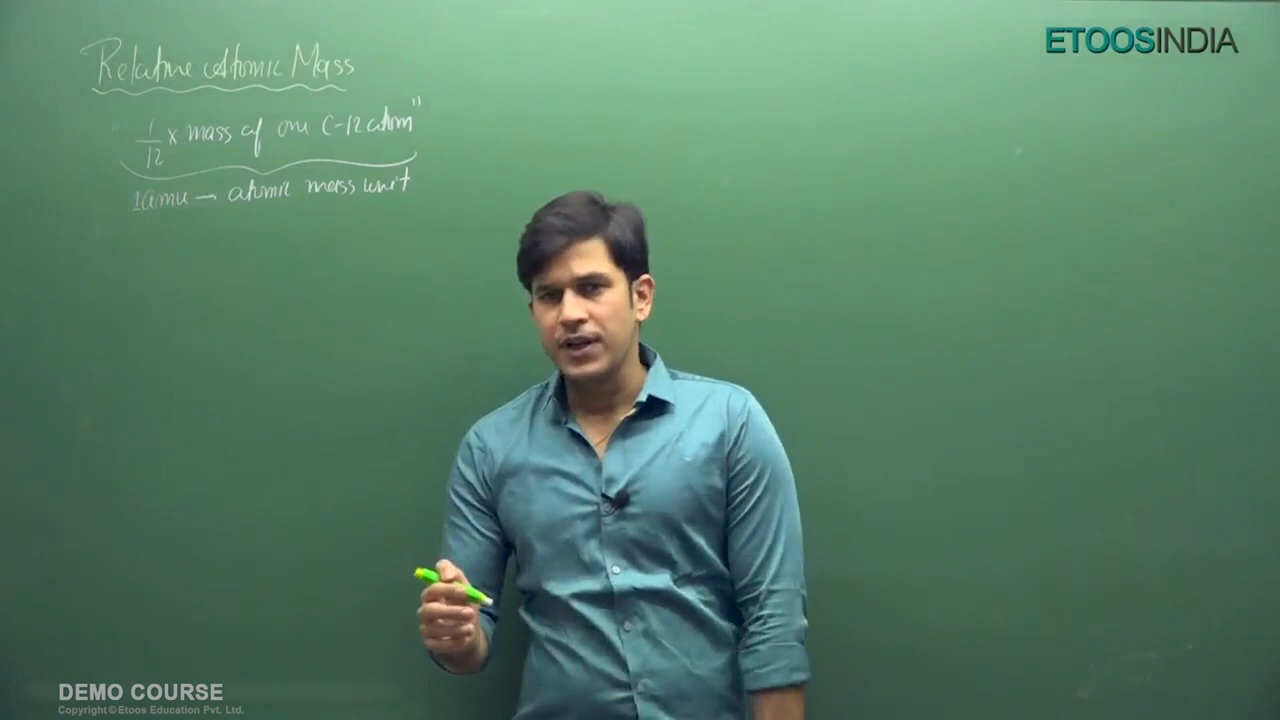 Relative Atomic Mass
ETOOSINDIA
"1/12 x mass of one C-12 atom"
1amu → atomic mass unit
DEMO COURSE
Copyright © Etoos Education Pvt. Ltd.